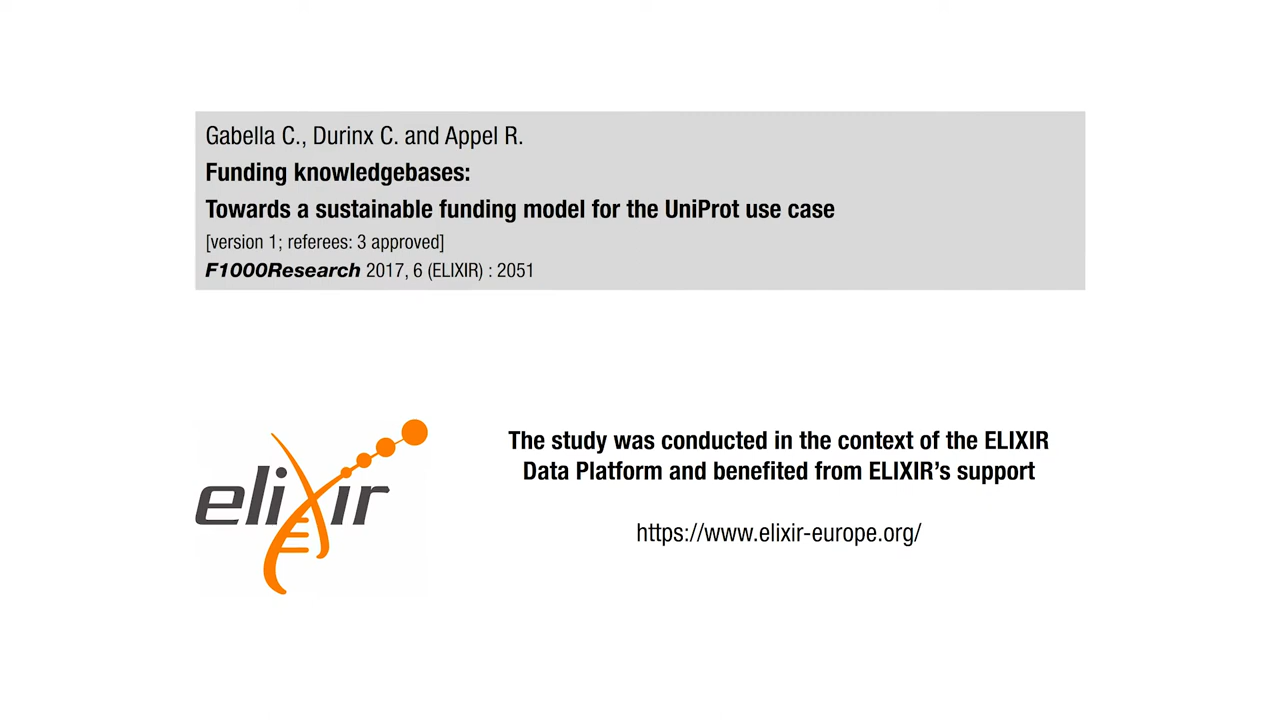 Gabella C., Durinx C. and Appel R.
Funding knowledgebases:
Towards a sustainable funding model for the UniProt use case
[version 1; referees: 3 approved]
F1000Research 2017, 6 (ELIXIR) : 2051
elixir
The study was conducted in the context of the ELIXIR
Data Platform and benefited from ELIXIR’s support
https://www.elixir-europe.org/